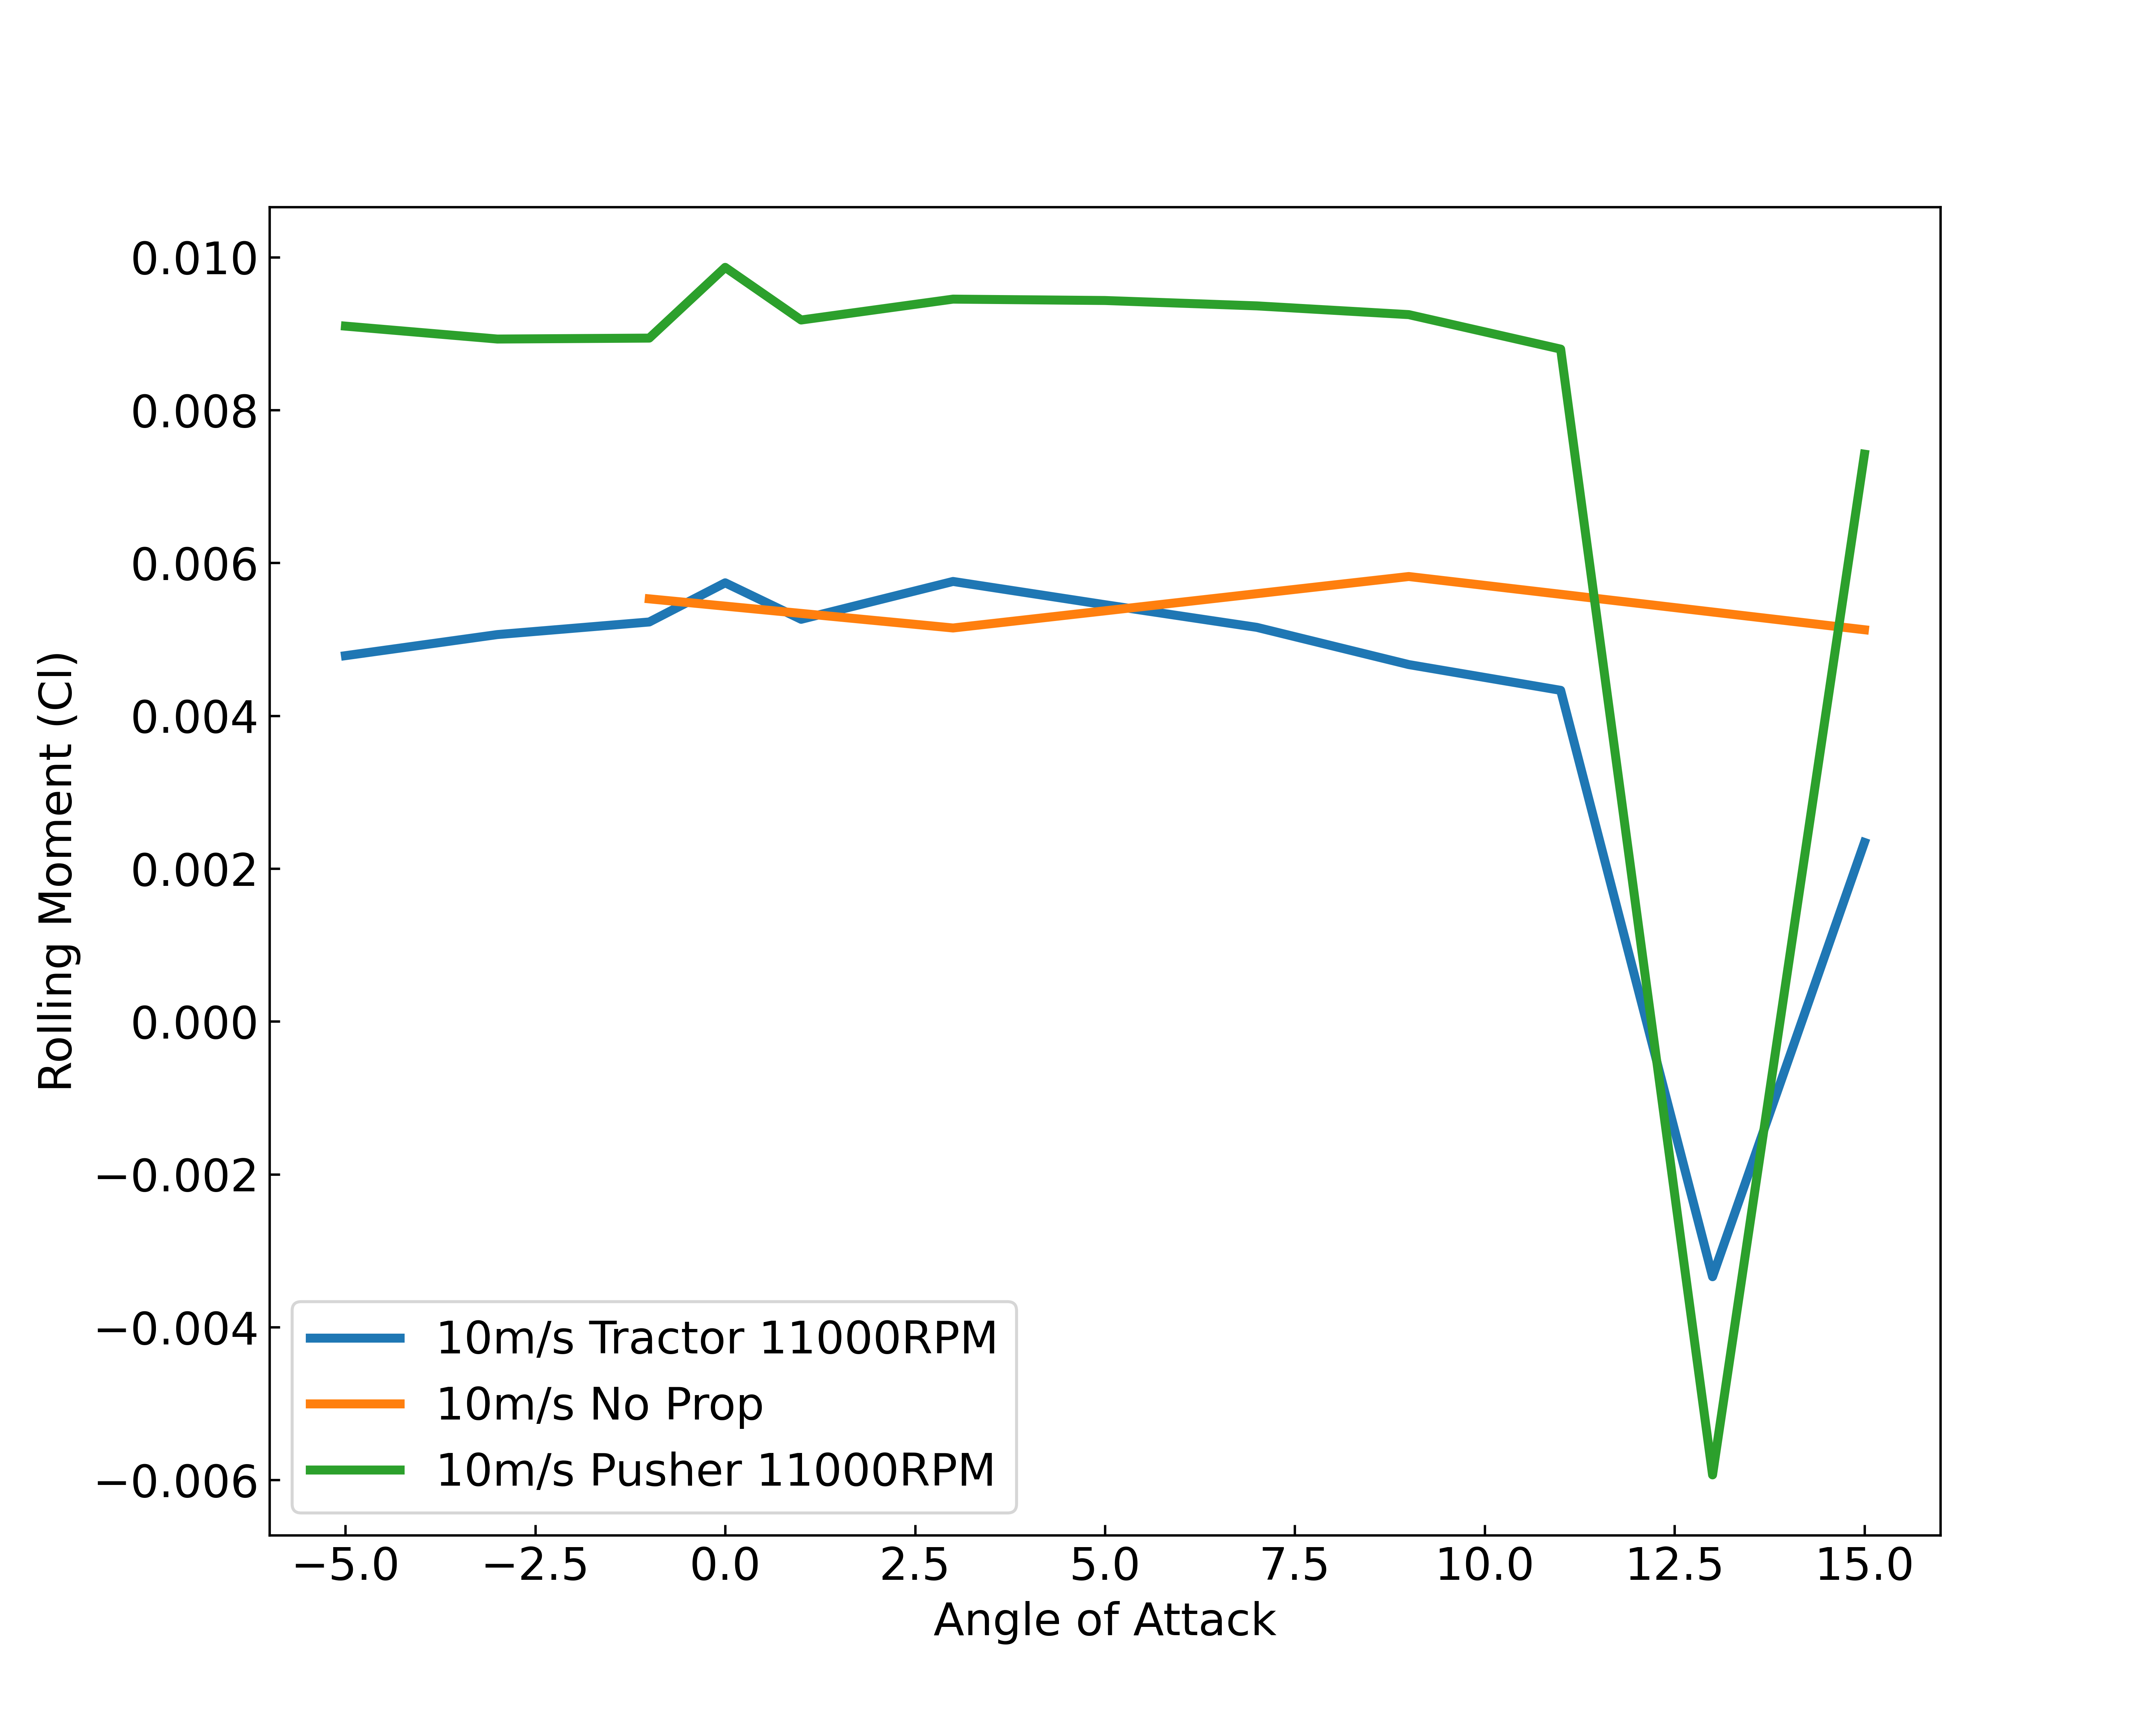 0.010
0.008
0.006
0.004
0.002
0.000
−0.002
−0.004
−0.006
Rolling Moment (Cl)
10m/s Tractor 11000RPM
10m/s No Prop
10m/s Pusher 11000RPM
−5.0 −2.5 0.0 2.5 5.0 7.5 10.0 12.5 15.0
Angle of Attack